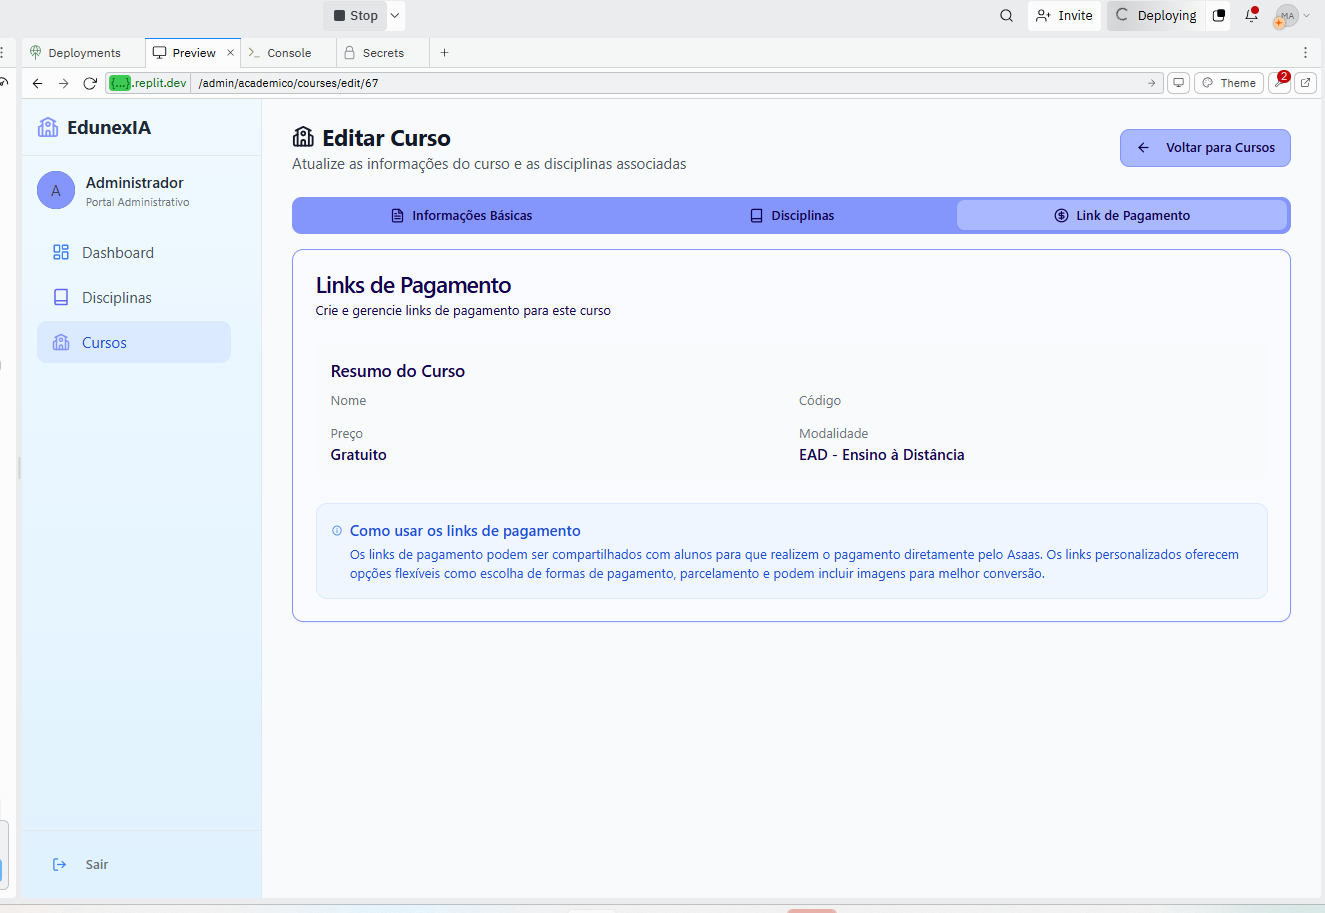 Stop
Invite
Deploying
MA
Deployments
Preview
Console
Secrets
{...}.replit.dev
/admin/academico/courses/edit/67
Theme
2
EdunexIA
A
Administrador
Portal Administrativo
Dashboard
Disciplinas
Cursos
Sair
Editar Curso
Atualize as informações do curso e as disciplinas associadas
Voltar para Cursos
Informações Básicas
Disciplinas
Link de Pagamento
Links de Pagamento
Crie e gerencie links de pagamento para este curso
Resumo do Curso
Nome
Código
Preço
Modalidade
Gratuito
EAD - Ensino à Distância
Como usar os links de pagamento
Os links de pagamento podem ser compartilhados com alunos para que realizem o pagamento diretamente pelo Asaas. Os links personalizados oferecem
opções flexíveis como escolha de formas de pagamento, parcelamento e podem incluir imagens para melhor conversão.